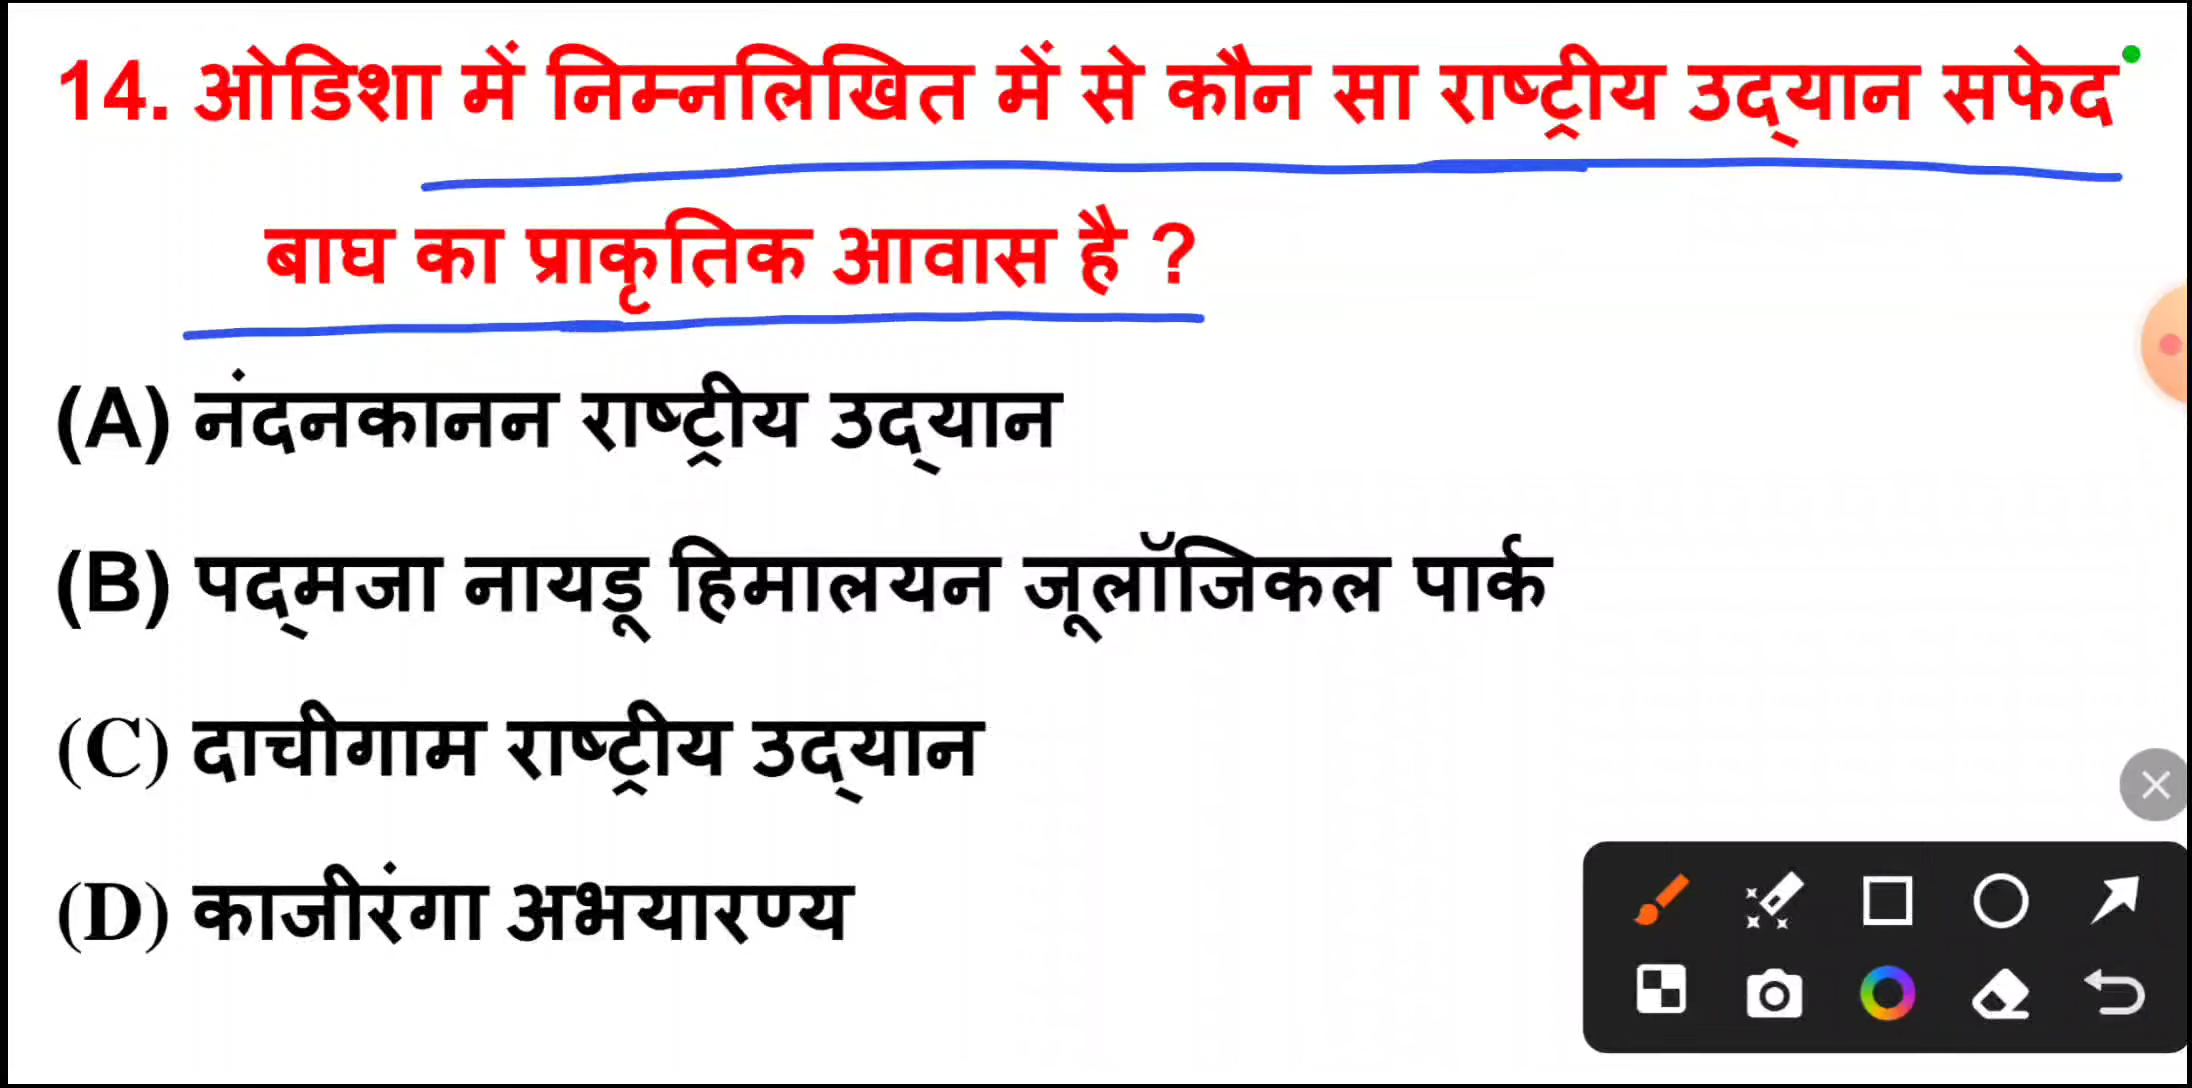 14. ओडिशा में निम्नलिखित में से कौन सा राष्ट्रीय उद्यान सफेद
बाघ का प्राकृतिक आवास है ?
(A) नंदनकानन राष्ट्रीय उद्यान
(B) पद्मजा नायडू हिमालयन जूलॉजिकल पार्क
(C) दाचीगाम राष्ट्रीय उद्यान
(D) काजीरंगा अभयारण्य